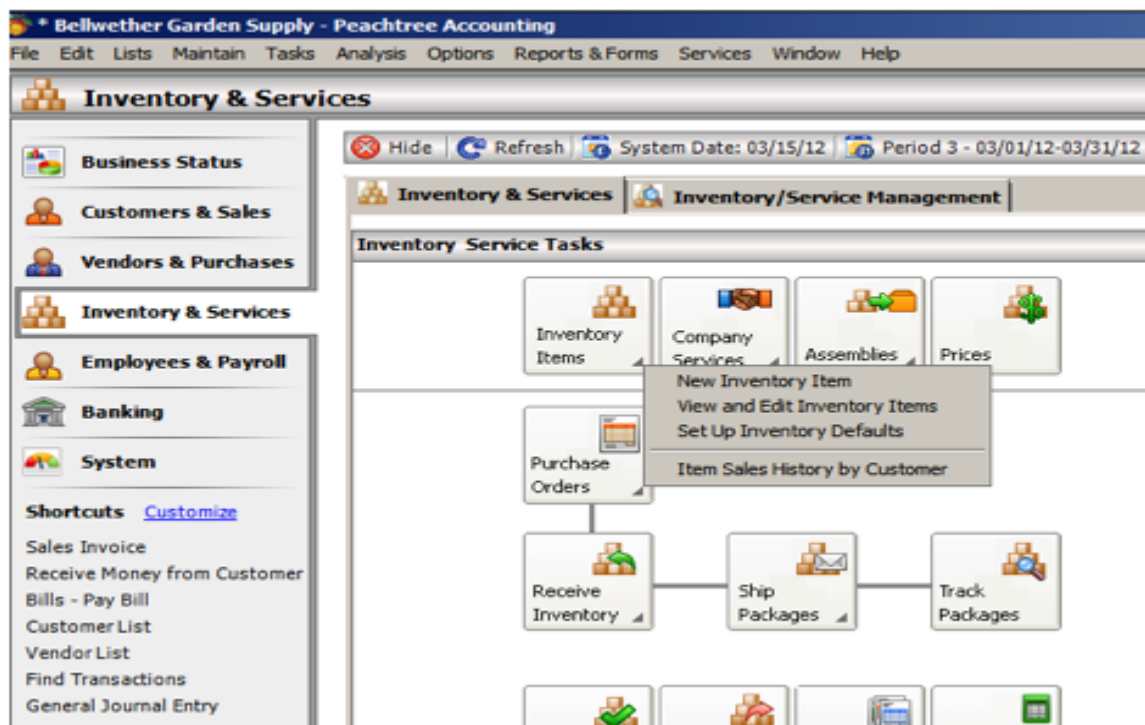 * Bellwether Garden Supply - Peachtree Accounting
File Edit Lists Maintain Tasks Analysis Options Reports & Forms Services Window Help
Inventory & Services
Hide Refresh System Date: 03/15/12 Period 3 - 03/01/12-03/31/12
Business Status
Customers & Sales
Vendors & Purchases
Inventory & Services
Employees & Payroll
Banking
System
Shortcuts Customize
Sales Invoice
Receive Money from Customer
Bills - Pay Bill
Customer List
Vendor List
Find Transactions
General Journal Entry
Inventory & Services Inventory/Service Management
Inventory Service Tasks
Inventory
Items
Company
Services
Assemblies
Prices
New Inventory Item
View and Edit Inventory Items
Set Up Inventory Defaults
Item Sales History by Customer
Purchase
Orders
Receive
Inventory
Ship
Packages
Track
Packages